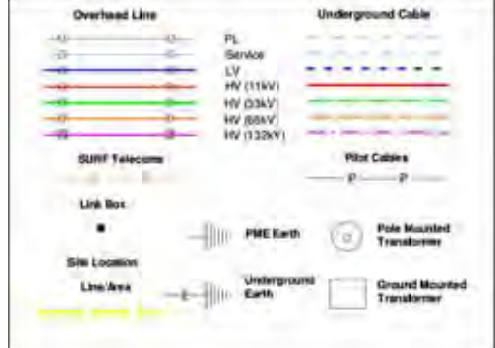 Overhead Line
Underground Cable
PL
Service
LV
HV (11kV)
HV (33kV)
HV (66kV)
HV (132kV)
SURF Telecoms
Pilot Cables
P P
Link Box
PME Earth
Pole Mounted
Transformer
Site Location
Line/Area
E
Underground
Earth
Ground Mounted
Transformer